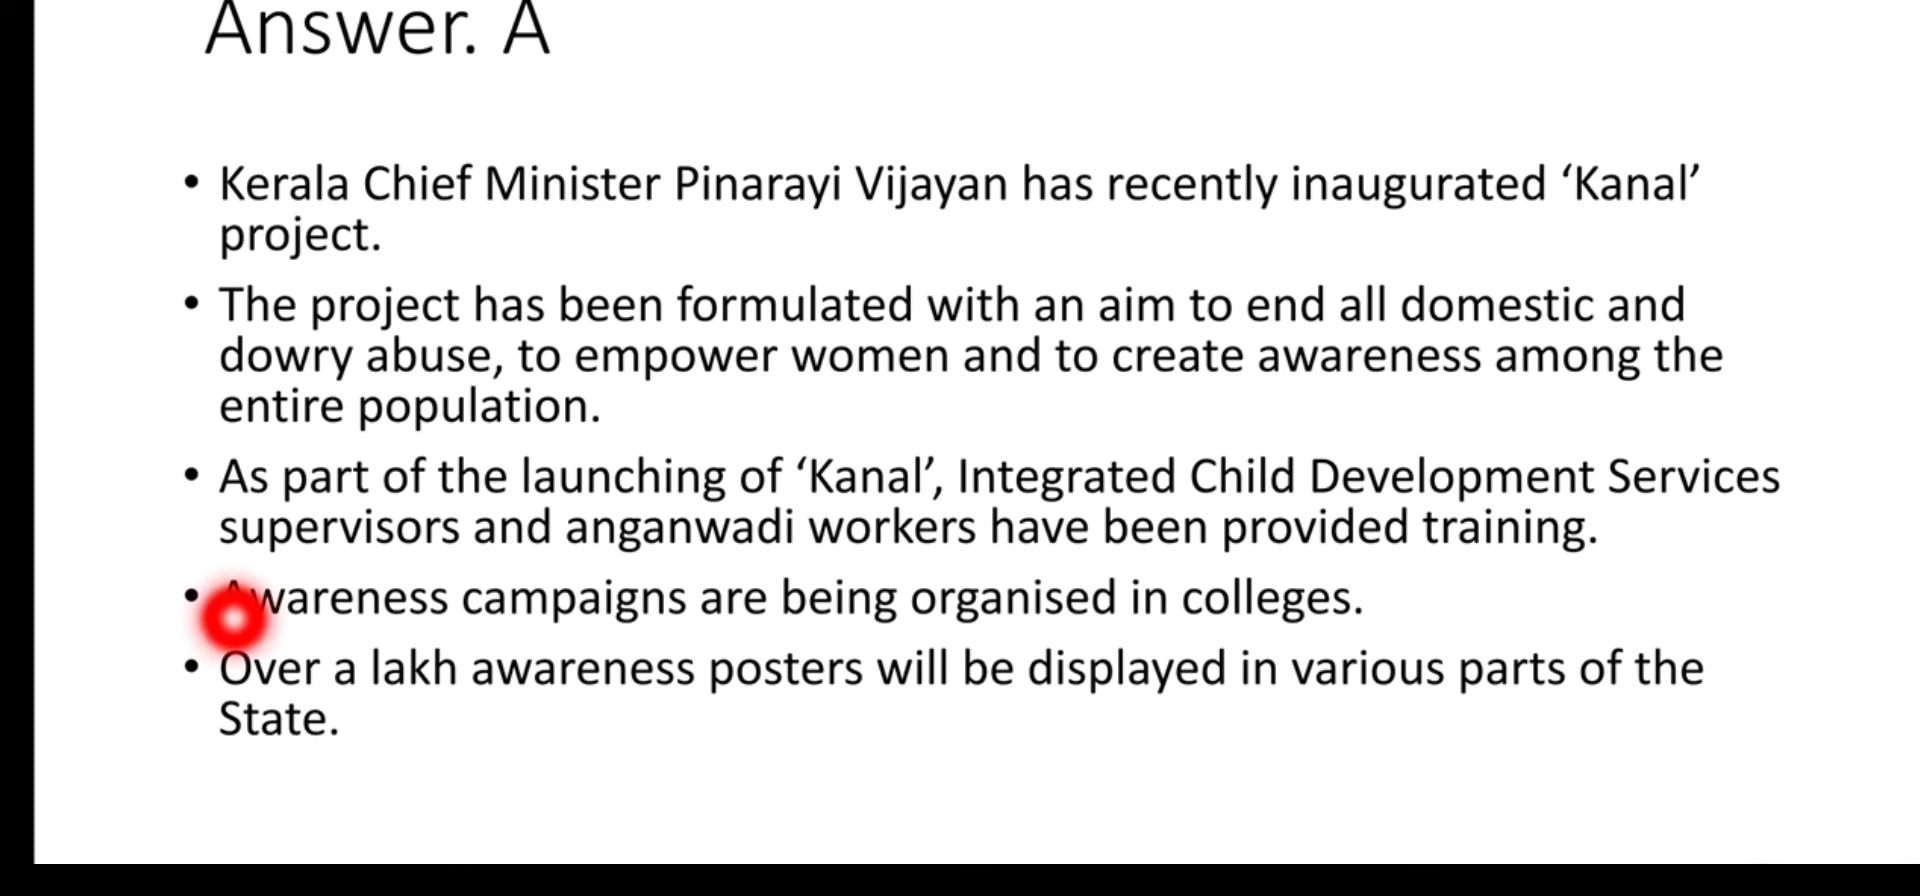 Answer. A
• Kerala Chief Minister Pinarayi Vijayan has recently inaugurated ‘Kanal’
project.
• The project has been formulated with an aim to end all domestic and
dowry abuse, to empower women and to create awareness among the
entire population.
• As part of the launching of ‘Kanal’, Integrated Child Development Services
supervisors and anganwadi workers have been provided training.
• Awareness campaigns are being organised in colleges.
• Over a lakh awareness posters will be displayed in various parts of the
State.